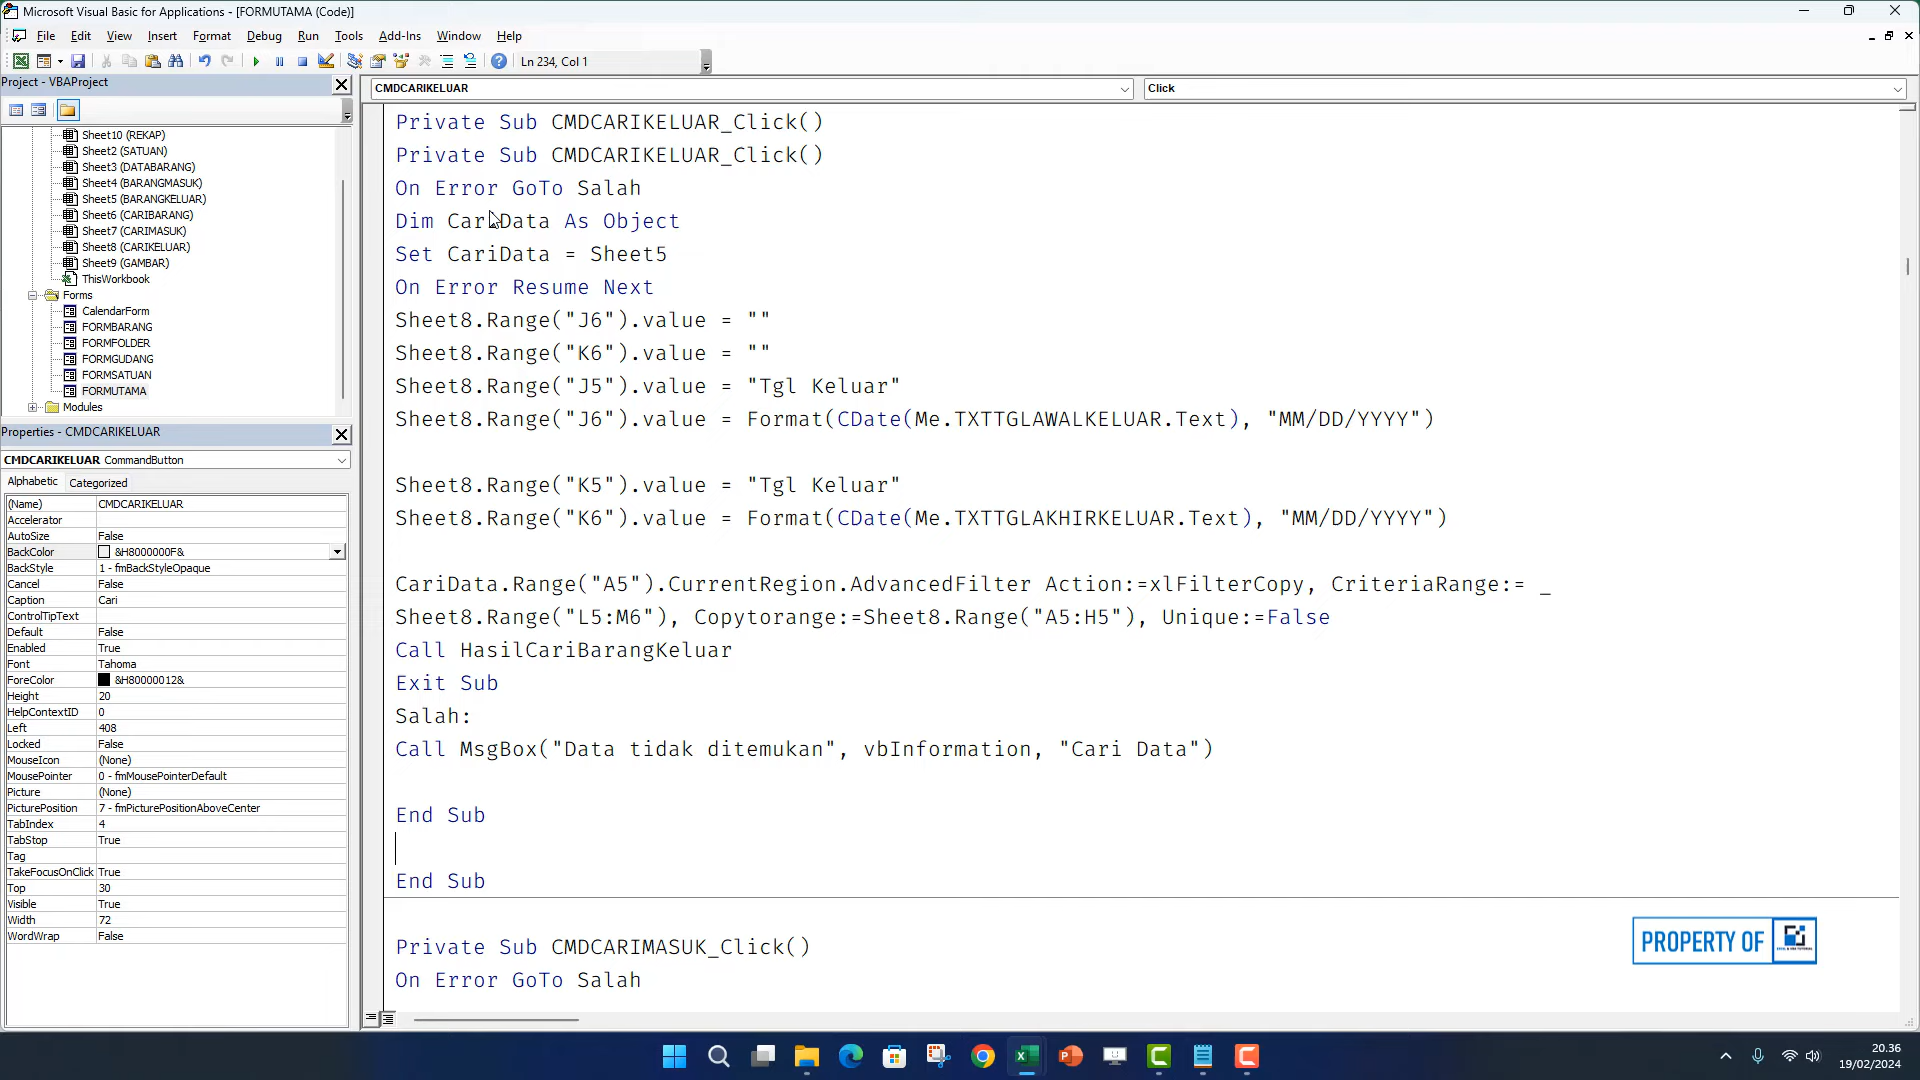 Microsoft Visual Basic for Applications - [FORMUTAMA (Code)]
File Edit View Insert Format Debug Run Tools Add-Ins Window Help
Ln 234, Col 1
Project - VBAProject
Sheet10 (REKAP)
Sheet2 (SATUAN)
Sheet3 (DATABARANG)
Sheet4 (BARANGMASUK)
Sheet5 (BARANGKELUAR)
Sheet6 (CARIBARANG)
Sheet7 (CARIMASUK)
Sheet8 (CARIKELUAR)
Sheet9 (GAMBAR)
ThisWorkbook
Forms
CalendarForm
FORMBARANG
FORMFOLDER
FORMGUDANG
FORMSATUAN
FORMUTAMA
Modules
Properties - CMDCARIKELUAR
CMDCARIKELUAR CommandButton
Alphabetic Categorized
(Name) CMDCARIKELUAR
Accelerator
AutoSize False
BackColor &H8000000F&
BackStyle 1 - fmBackStyleOpaque
Cancel False
Caption Cari
ControlTipText
Default False
Enabled True
Font Tahoma
ForeColor &H80000012&
Height 20
HelpContextID 0
Left 408
Locked False
MouseIcon (None)
MousePointer 0 - fmMousePointerDefault
Picture (None)
PicturePosition 7 - fmPicturePositionAboveCenter
TabIndex 4
TabStop True
Tag
TakeFocusOnClick True
Top 30
Visible True
Width 72
WordWrap False
CMDCARIKELUAR Click
Private Sub CMDCARIKELUAR_Click()
Private Sub CMDCARIKELUAR_Click()
On Error GoTo Salah
Dim CariData As Object
Set CariData = Sheet5
On Error Resume Next
Sheet8.Range("J6").value = ""
Sheet8.Range("K6").value = ""
Sheet8.Range("J5").value = "Tgl Keluar"
Sheet8.Range("J6").value = Format(CDate(Me.TXTTGLAWALKELUAR.Text), "MM/DD/YYYY")
Sheet8.Range("K5").value = "Tgl Keluar"
Sheet8.Range("K6").value = Format(CDate(Me.TXTTGLAKHIRKELUAR.Text), "MM/DD/YYYY")
CariData.Range("A5").CurrentRegion.AdvancedFilter Action:=xlFilterCopy, CriteriaRange:= _
Sheet8.Range("L5:M6"), Copytorange:=Sheet8.Range("A5:H5"), Unique:=False
Call HasilCariBarangKeluar
Exit Sub
Salah:
Call MsgBox("Data tidak ditemukan", vbInformation, "Cari Data")
End Sub
End Sub
Private Sub CMDCARIMASUK_Click()
On Error GoTo Salah
PROPERTY OF
20.36
19/02/2024